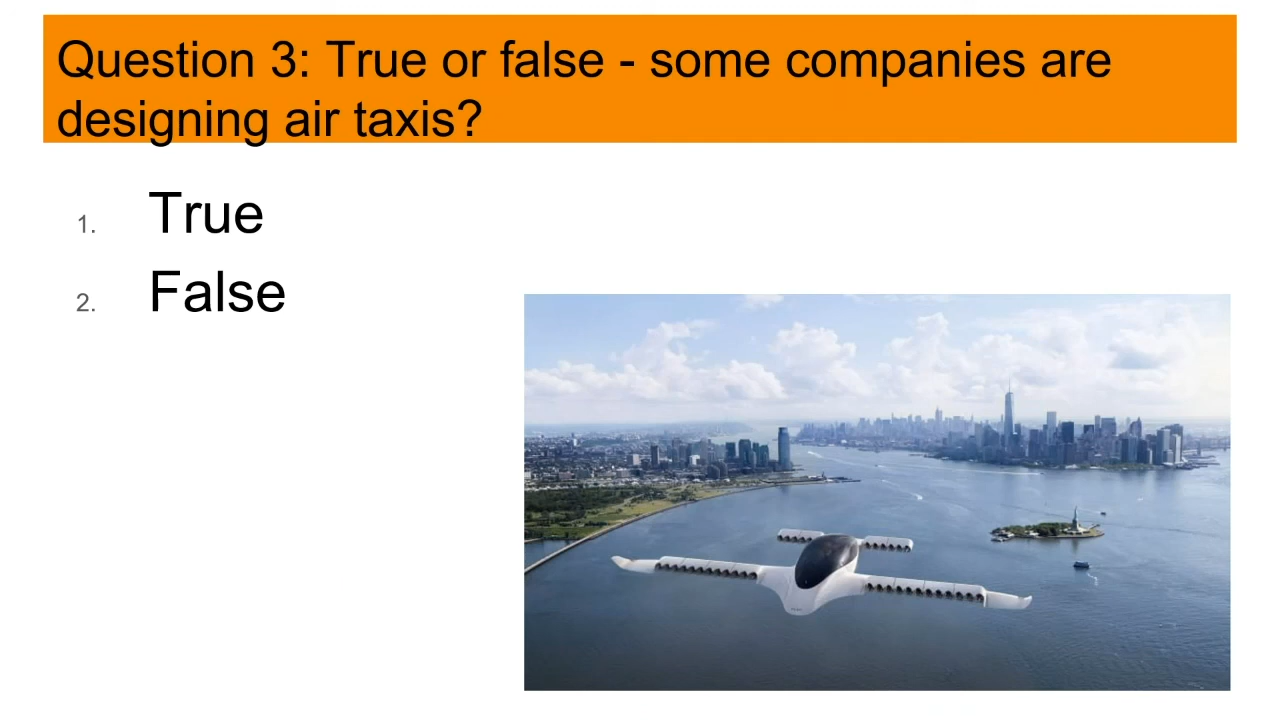 Question 3: True or false - some companies are
designing air taxis?
1. True
2. False